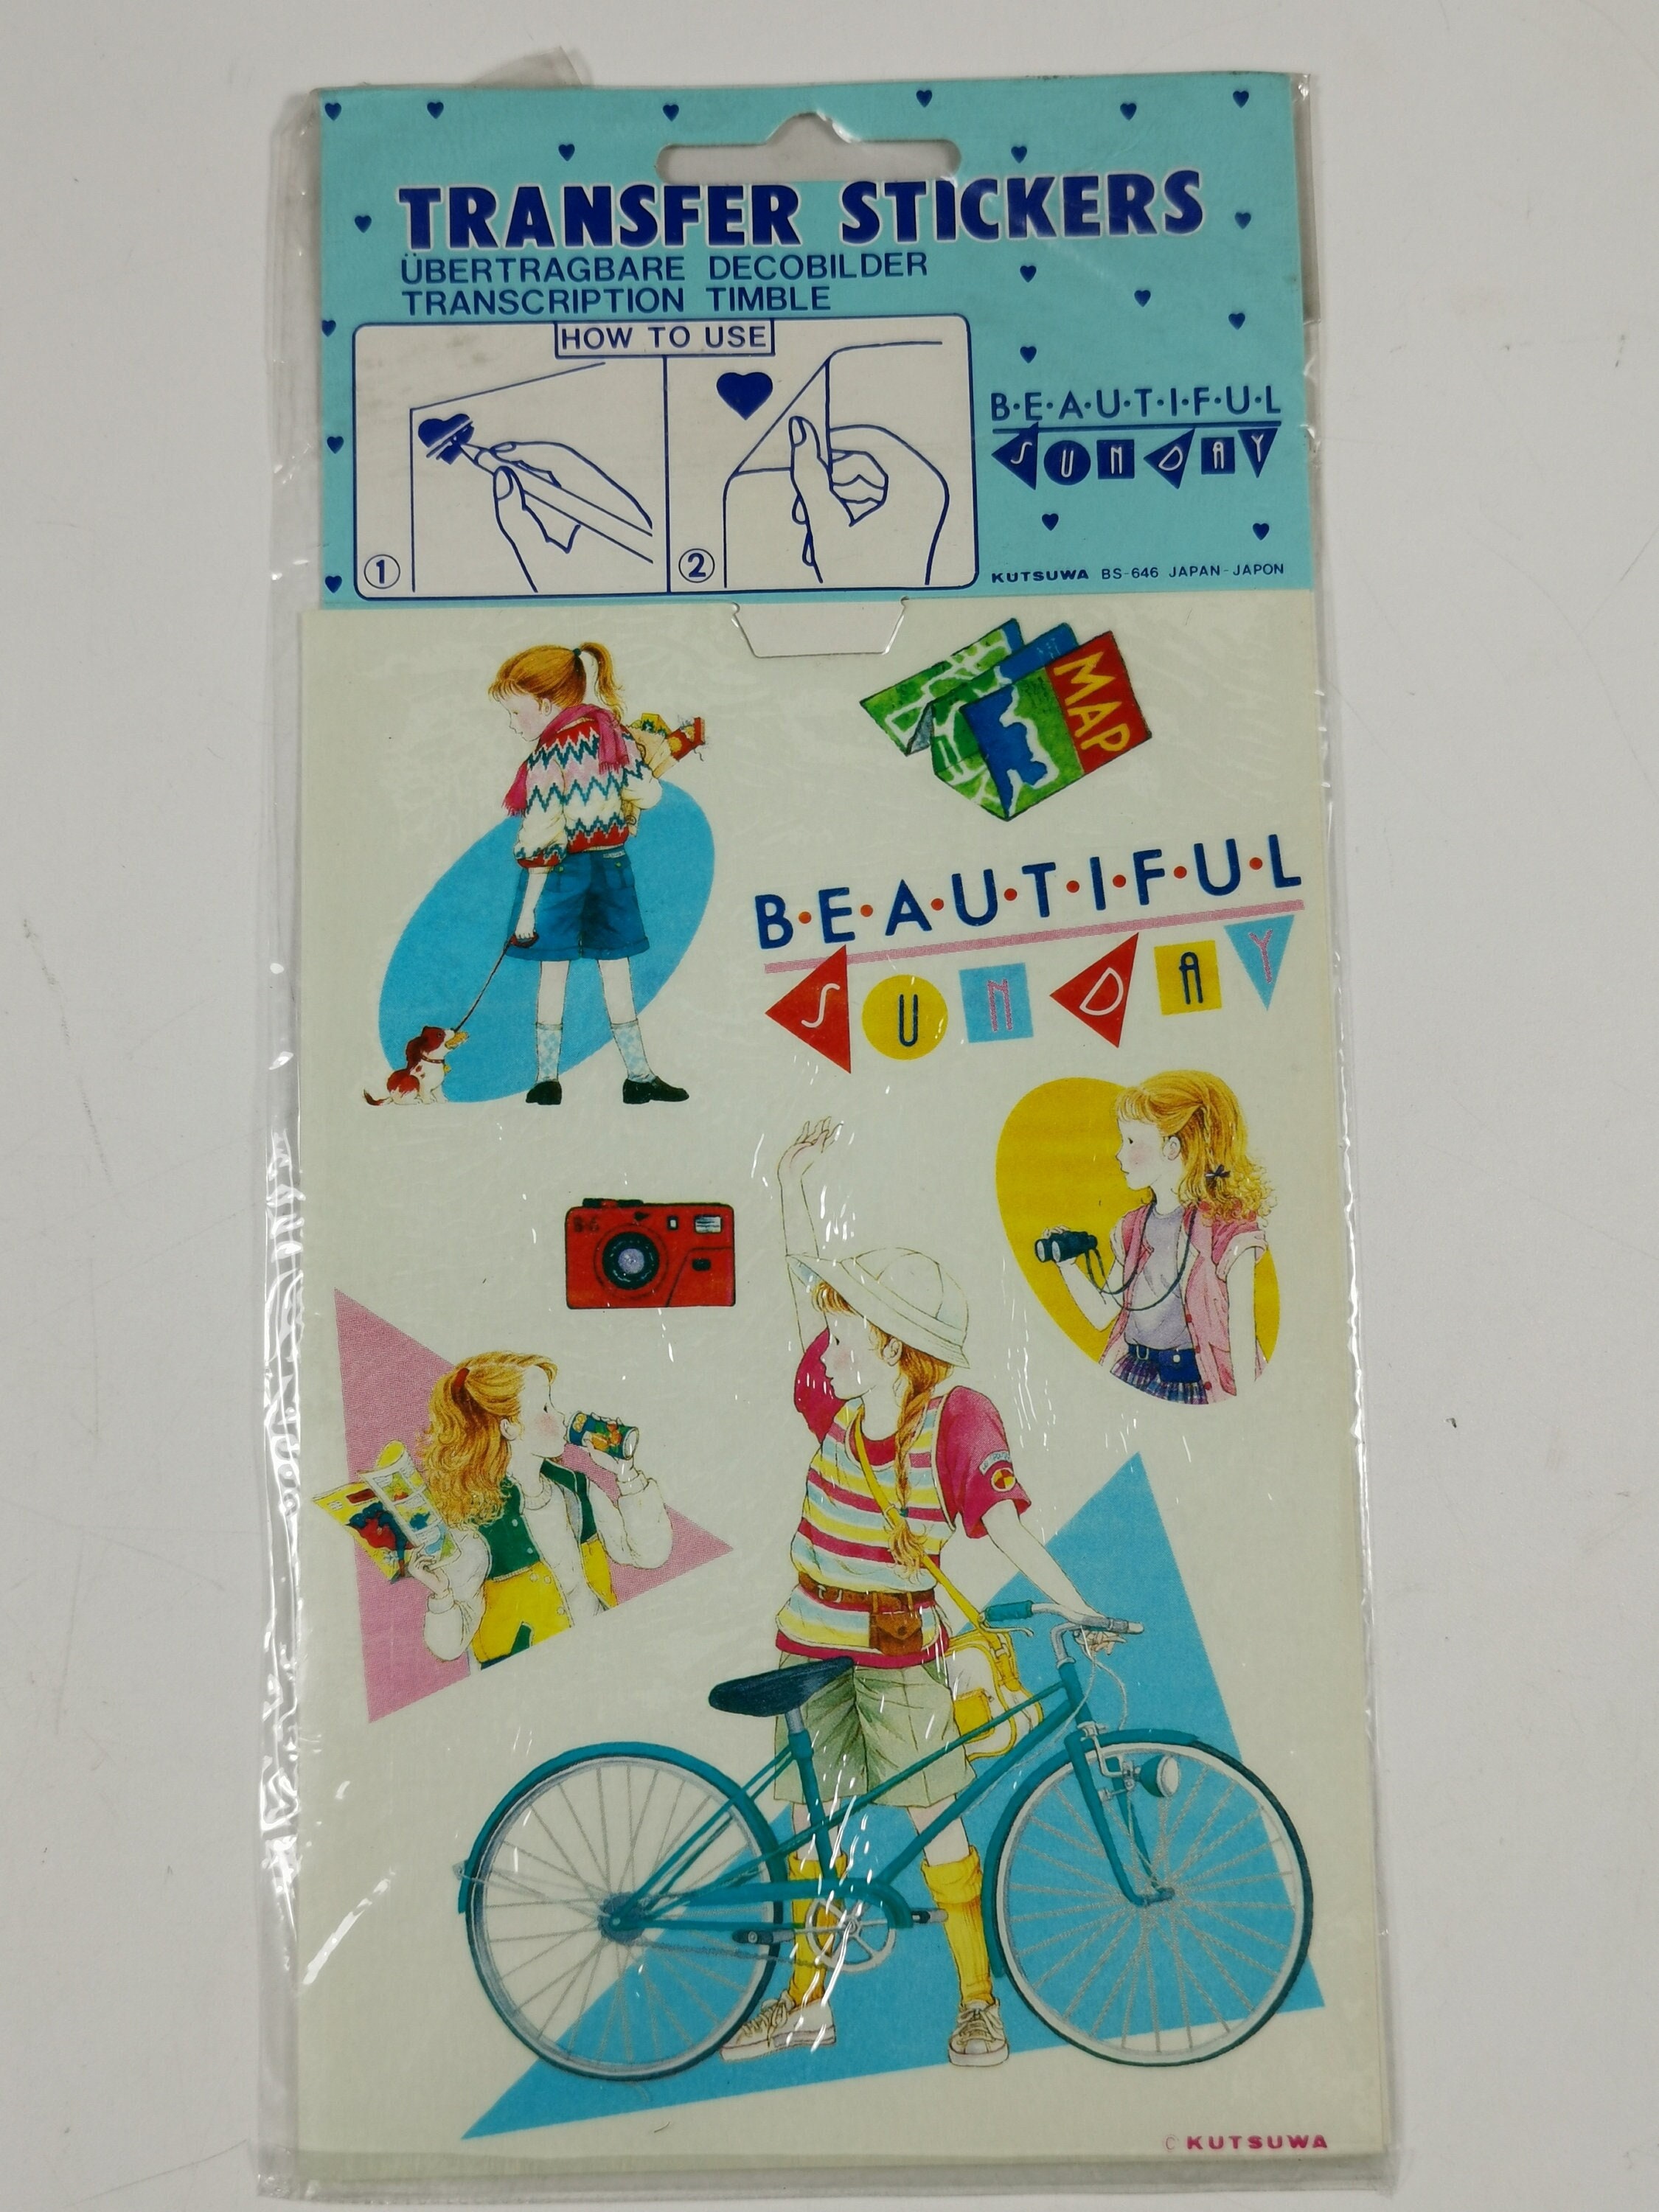 TRANSFER STICKERS
ÜBERTRAGBARE DECOBILDER
TRANSCRIPTION TIMBLE
HOW TO USE
1
2
B·E·A·U·T·I·F·U·L
SUNDAY
KUTSUWA BS-646 JAPAN-JAPON
MAP
B·E·A·U·T·I·F·U·L
SUNDAY
© KUTSUWA